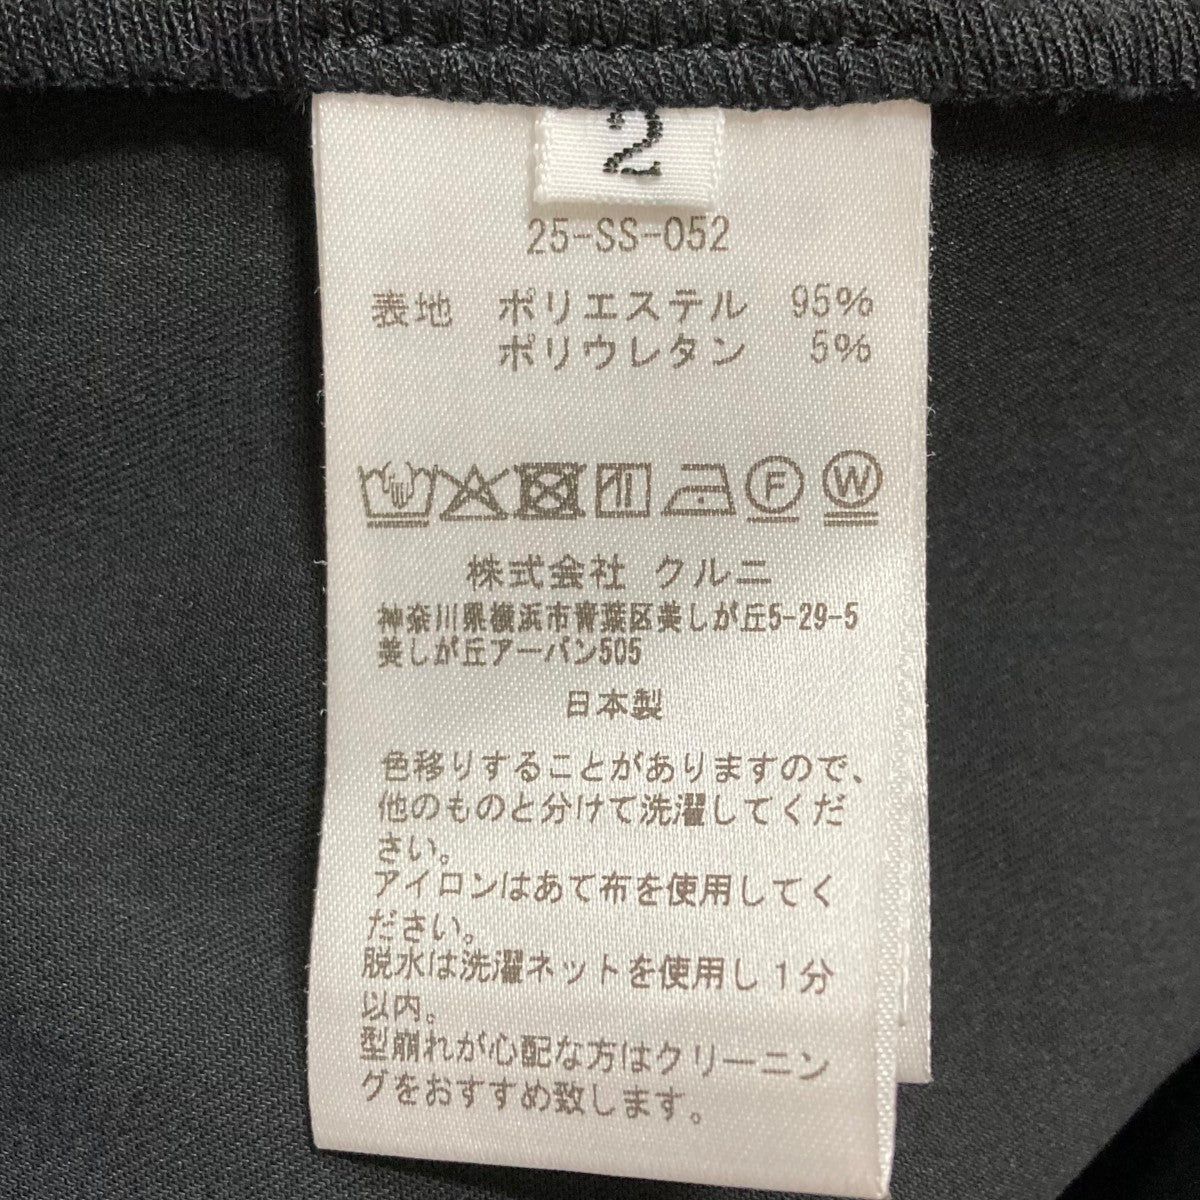 2
25-SS-052
表地 ポリエステル 95%
ポリウレタン 5%
F W
株式会社 クルニ
神奈川県横浜市青葉区美しが丘5-29-5
美しが丘アーバン505
日本製
色移りすることがありますので、
他のものと分けて洗濯してくだ
さい。
アイロンはあて布を使用してく
ださい。
脱水は洗濯ネットを使用し1分
以内。
型崩れが心配な方はクリーニン
グをおすすめ致します。